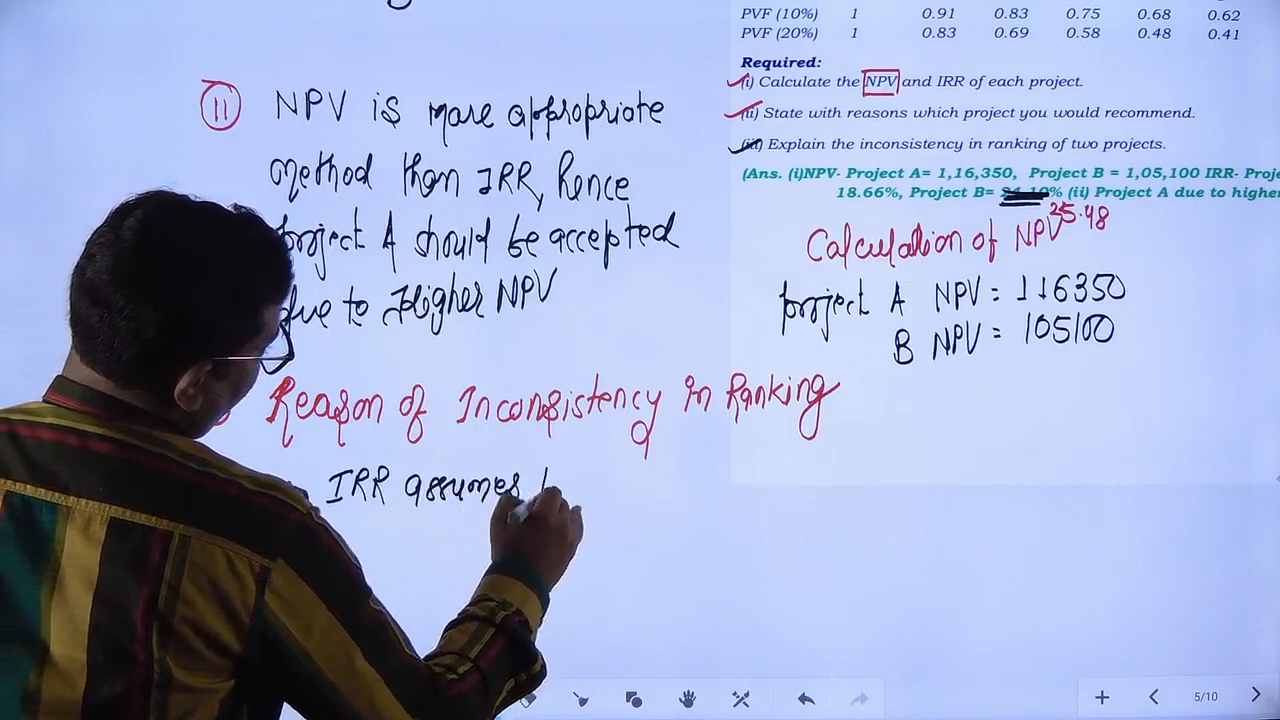 PVF (10%) 1 0.91 0.83 0.75 0.68 0.62
PVF (20%) 1 0.83 0.69 0.58 0.48 0.41
Required:
(i) Calculate the NPV and IRR of each project.
(ii) State with reasons which project you would recommend.
(iii) Explain the inconsistency in ranking of two projects.
(Ans. (i)NPV- Project A= 1,16,350, Project B = 1,05,100 IRR- Proje
18.66%, Project B= % (ii) Project A due to higher
35.48
Calculation of NPV
project A NPV = 116350
B NPV = 105100
11 NPV is more appropriate
method than IRR, hence
project A should be accepted
due to Higher NPV
Reason of Inconsistency In Ranking
IRR assumes
5/10